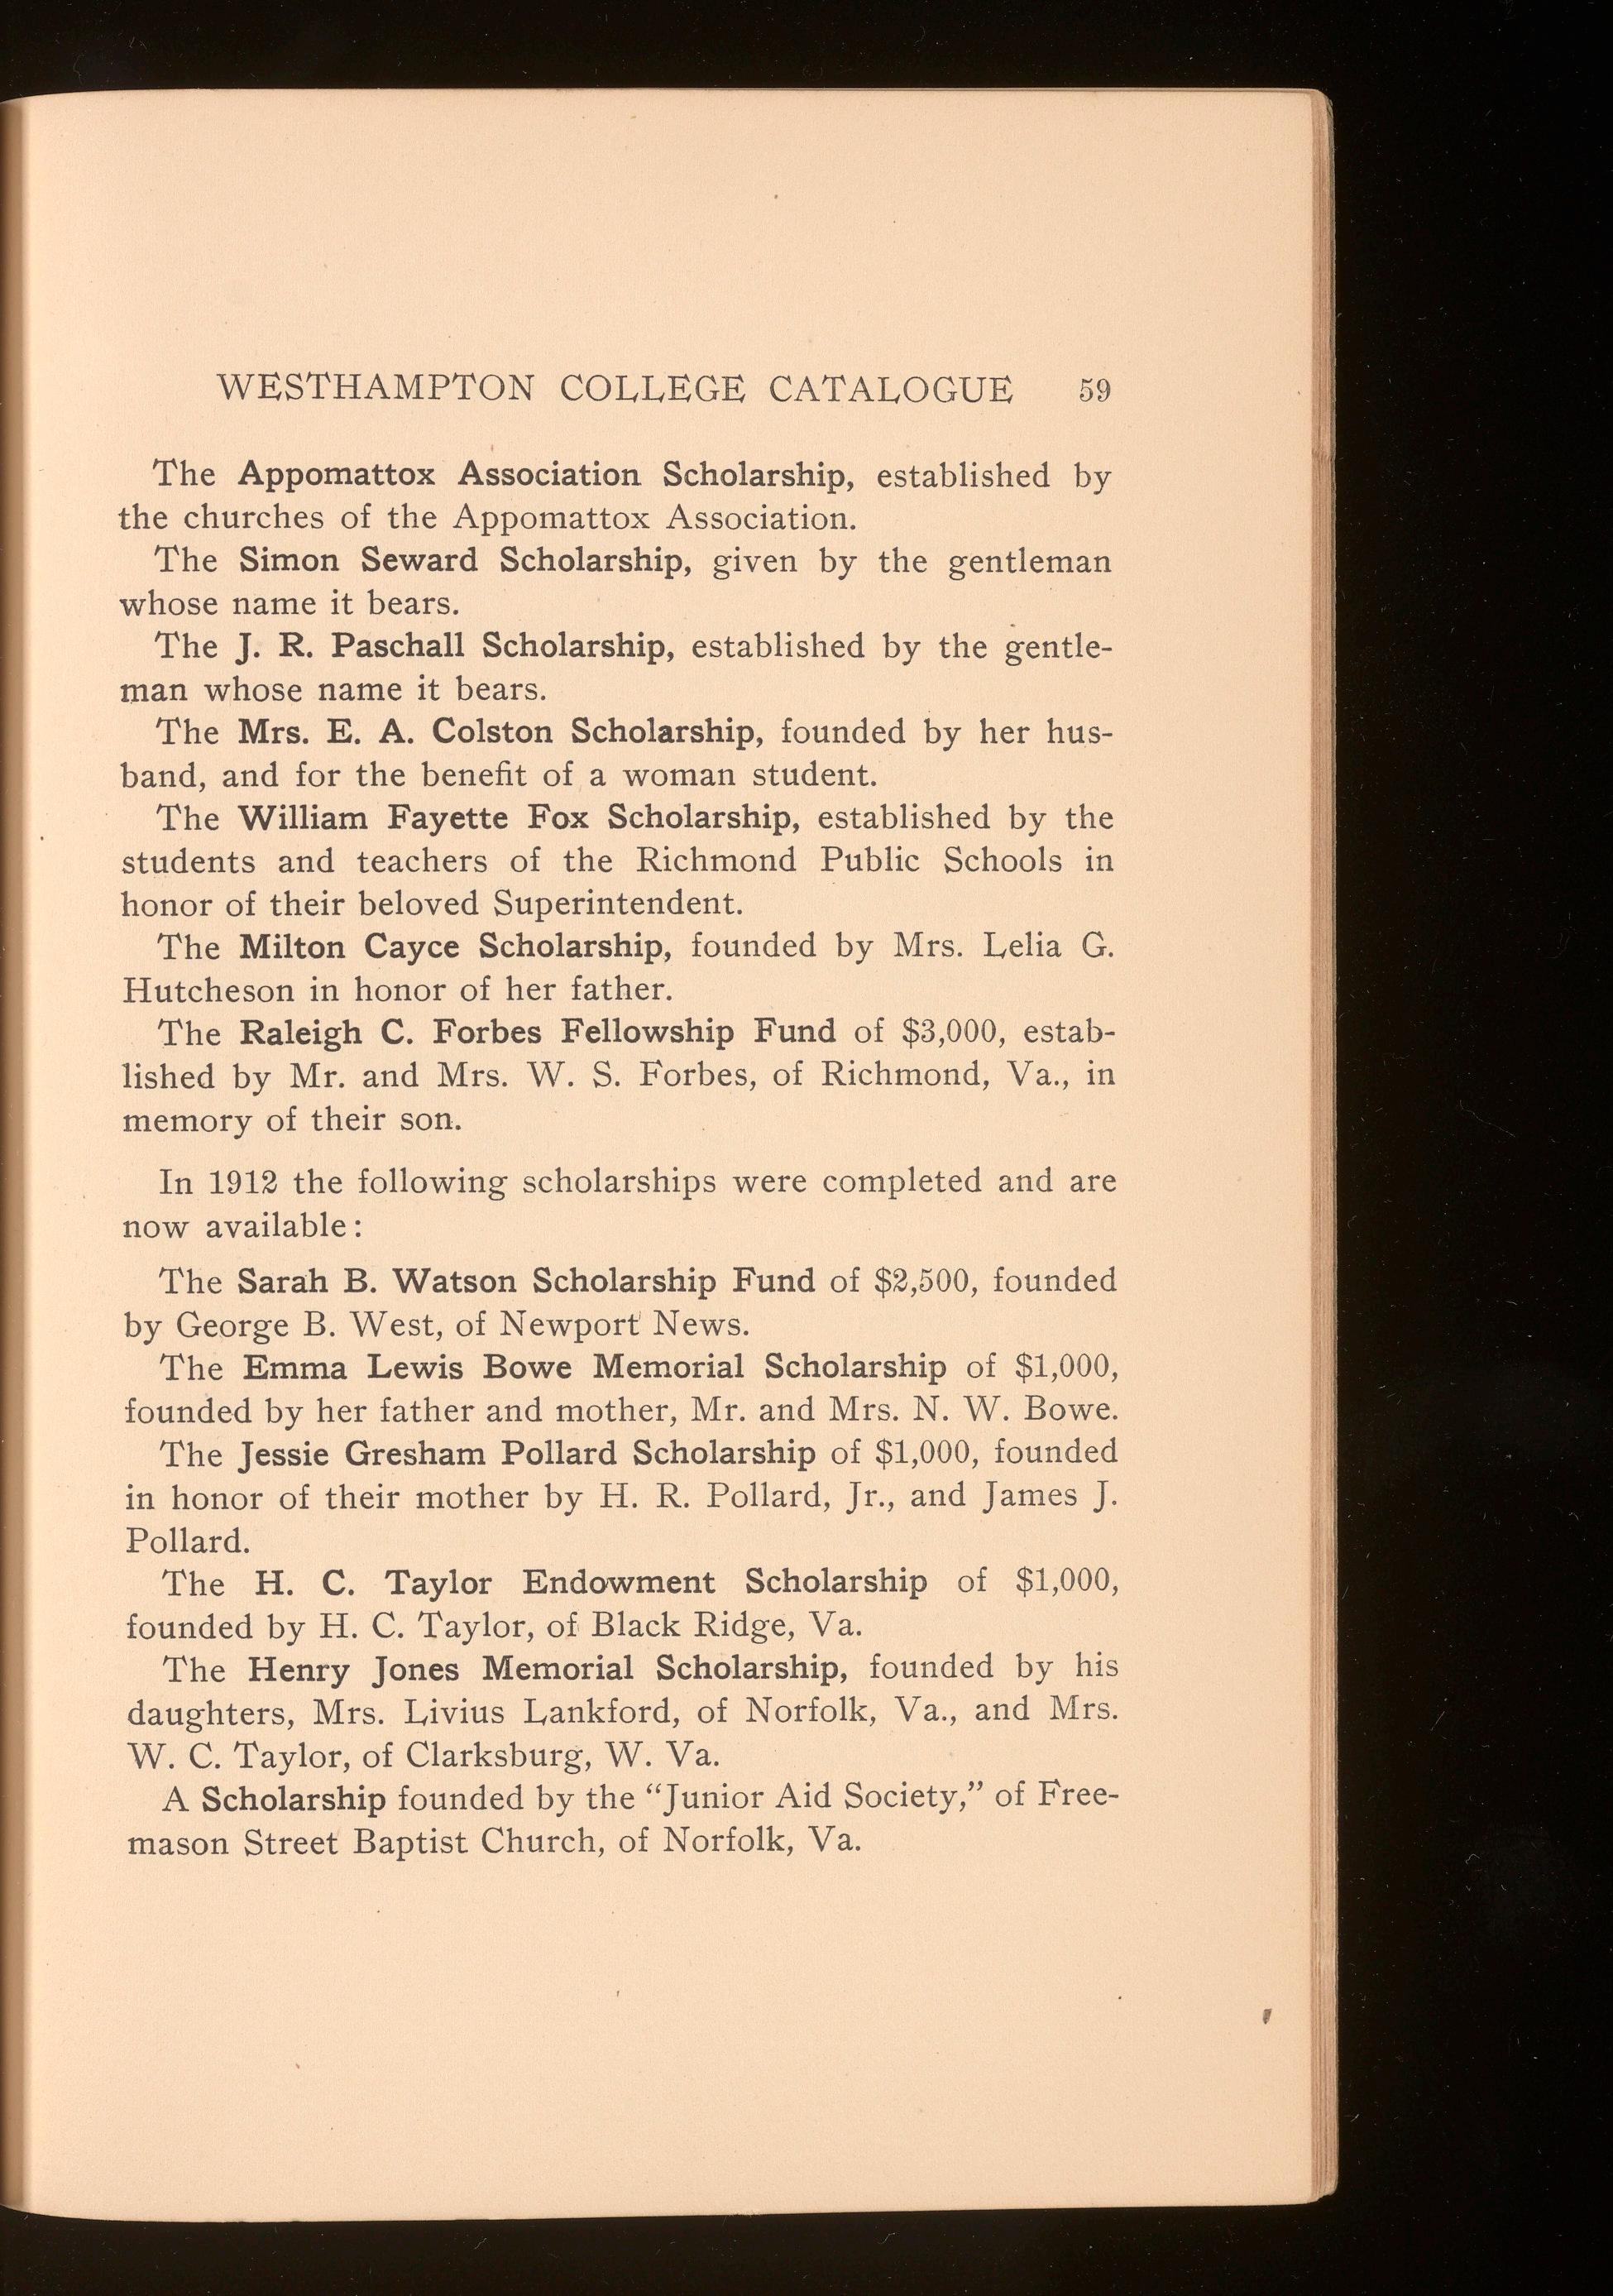 WESTHAMPTON COLLEGE CATALOGUE 59
The Appomattox Association Scholarship, established by
the churches of the Appomattox Association.
The Simon Seward Scholarship, given by the gentleman
whose name it bears.
The J. R. Paschall Scholarship, established by the gentle-
man whose name it bears.
The Mrs. E. A. Colston Scholarship, founded by her hus-
band, and for the benefit of a woman student.
The William Fayette Fox Scholarship, established by the
students and teachers of the Richmond Public Schools in
honor of their beloved Superintendent.
The Milton Cayce Scholarship, founded by Mrs. Lelia G.
Hutcheson in honor of her father.
The Raleigh C. Forbes Fellowship Fund of $3,000, estab-
lished by Mr. and Mrs. W. S. Forbes, of Richmond, Va., in
memory of their son.
In 1912 the following scholarships were completed and are
now available:
The Sarah B. Watson Scholarship Fund of $2,500, founded
by George B. West, of Newport News.
The Emma Lewis Bowe Memorial Scholarship of $1,000,
founded by her father and mother, Mr. and Mrs. N. W. Bowe.
The Jessie Gresham Pollard Scholarship of $1,000, founded
in honor of their mother by H. R. Pollard, Jr., and James J.
Pollard.
The H. C. Taylor Endowment Scholarship of $1,000,
founded by H. C. Taylor, of Black Ridge, Va.
The Henry Jones Memorial Scholarship, founded by his
daughters, Mrs. Livius Lankford, of Norfolk, Va., and Mrs.
W. C. Taylor, of Clarksburg, W. Va.
A Scholarship founded by the "Junior Aid Society," of Free-
mason Street Baptist Church, of Norfolk, Va.